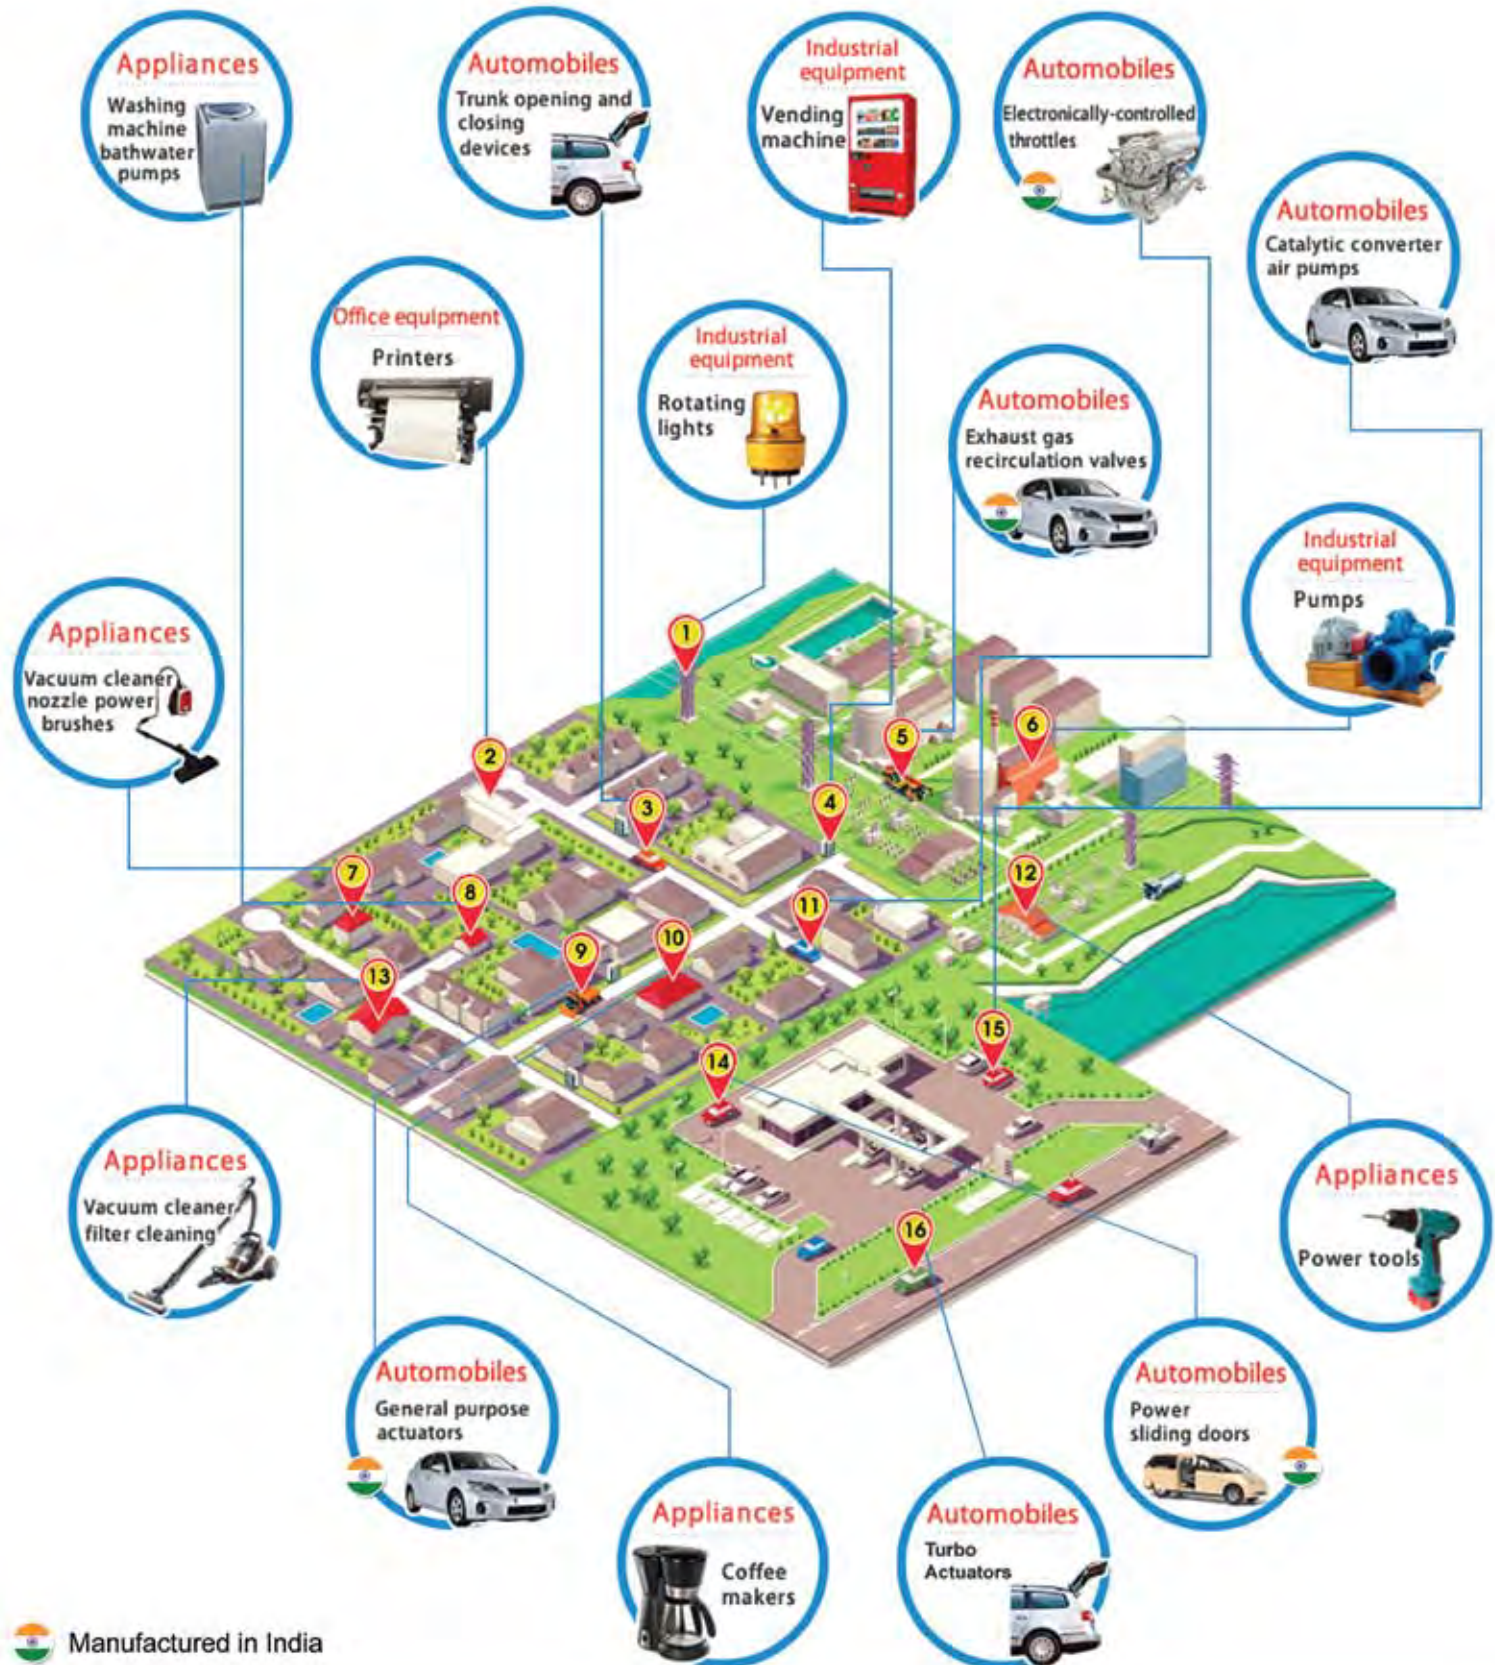 Appliances
Washing
machine
bathwater
pumps
Automobiles
Trunk opening and
closing
devices
Industrial
equipment
Vending
machine
Automobiles
Electronically-controlled
throttles
Automobiles
Catalytic converter
air pumps
Office equipment
Printers
Industrial
equipment
Rotating
lights
Automobiles
Exhaust gas
recirculation valves
Industrial
equipment
Pumps
Appliances
Vacuum cleaner
nozzle power
brushes
1
2
3
4
5
6
7
8
9
10
11
12
13
14
15
16
Appliances
Vacuum cleaner
filter cleaning
Appliances
Power tools
Automobiles
General purpose
actuators
Automobiles
Power
sliding doors
Appliances
Coffee
makers
Automobiles
Turbo
Actuators
Manufactured in India